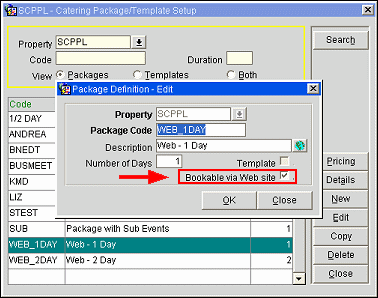 SCPPL - Catering Package/Template Setup
Property SCPPL Search
Code Duration
View Packages Templates Both
Code
1/2 DAY
ANDREA
BNEDT
BUSMEET
KMD
LIZ
STEST
SUB Package with Sub Events 1
WEB_1DAY Web - 1 Day 1
WEB_2DAY Web - 2 Day 2
Package Definition - Edit
Property SCPPL
Package Code WEB_1DAY
Description Web - 1 Day
Number of Days 1 Template
Bookable via Web site
OK Close
Pricing
Details
New
Edit
Copy
Delete
Close